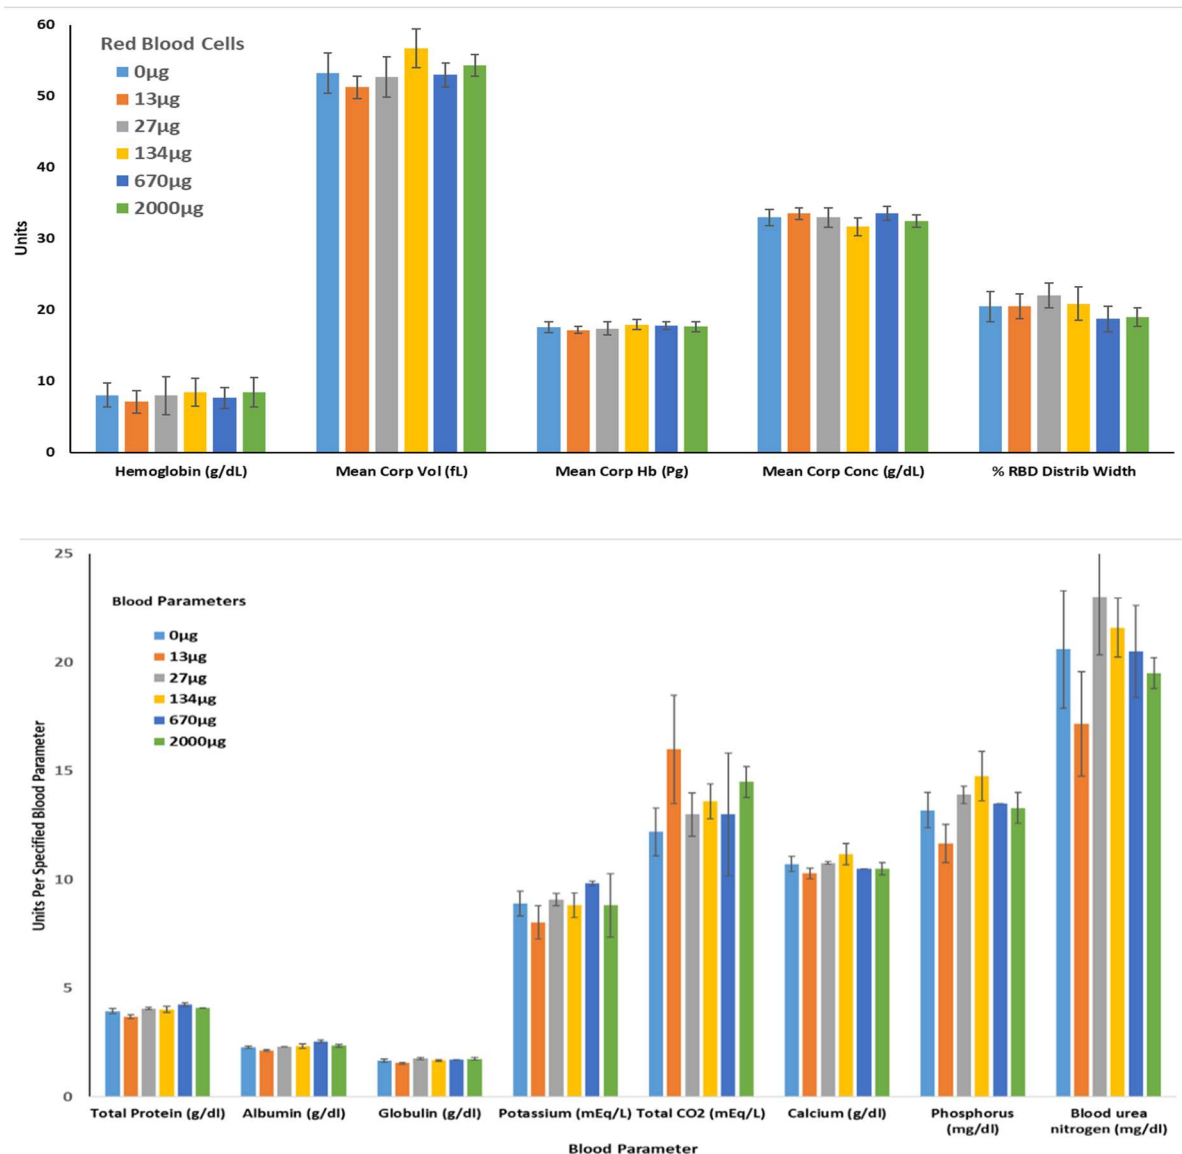 60
50
40
30
20
10
0
Units
Red Blood Cells
0µg
13µg
27µg
134µg
670µg
2000µg
Hemoglobin (g/dL) Mean Corp Vol (fL) Mean Corp Hb (Pg) Mean Corp Conc (g/dL) % RBD Distrib Width
25
20
15
10
5
0
Units Per Specified Blood Parameter
Blood Parameters
0µg
13µg
27µg
134µg
670µg
2000µg
Total Protein (g/dl) Albumin (g/dl) Globulin (g/dl) Potassium (mEq/L) Total CO2 (mEq/L) Calcium (g/dl) Phosphorus Blood urea
(mg/dl) nitrogen (mg/dl)
Blood Parameter